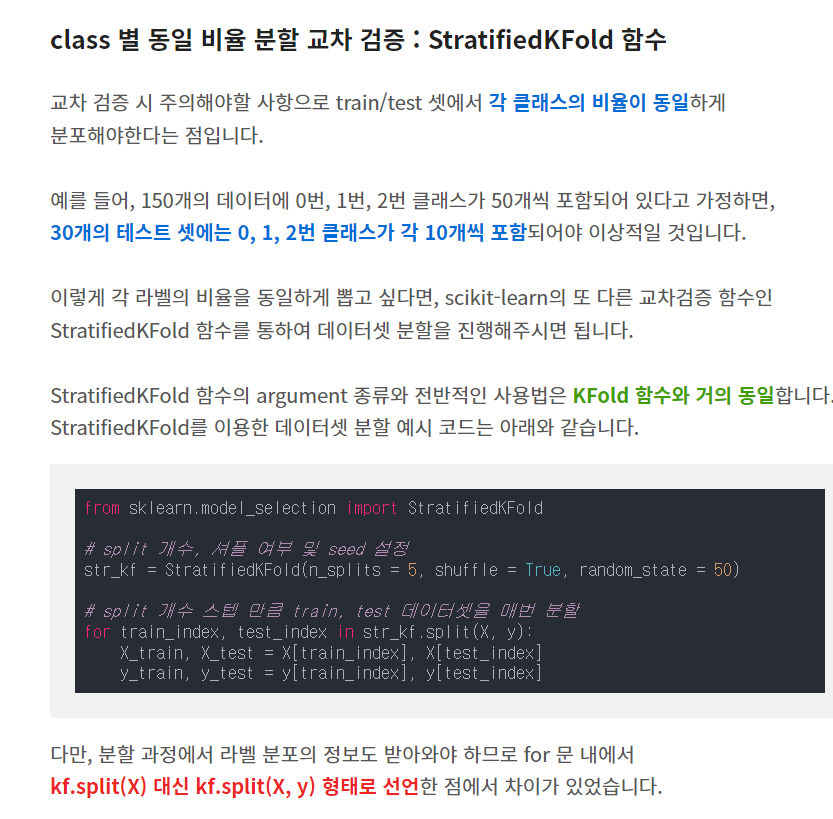 class 별 동일 비율 분할 교차 검증 : StratifiedKFold 함수
교차 검증 시 주의해야할 사항으로 train/test 셋에서 각 클래스의 비율이 동일하게
분포해야한다는 점입니다.
예를 들어, 150개의 데이터에 0번, 1번, 2번 클래스가 50개씩 포함되어 있다고 가정하면,
30개의 테스트 셋에는 0, 1, 2번 클래스가 각 10개씩 포함되어야 이상적일 것입니다.
이렇게 각 라벨의 비율을 동일하게 뽑고 싶다면, scikit-learn의 또 다른 교차검증 함수인
StratifiedKFold 함수를 통하여 데이터셋 분할을 진행해주시면 됩니다.
StratifiedKFold 함수의 argument 종류와 전반적인 사용법은 KFold 함수와 거의 동일합니다.
StratifiedKFold를 이용한 데이터셋 분할 예시 코드는 아래와 같습니다.
from sklearn.model_selection import StratifiedKFold
# split 개수, 셔플 여부 및 seed 설정
str_kf = StratifiedKFold(n_splits = 5, shuffle = True, random_state = 50)
# split 개수 스텝 만큼 train, test 데이터셋을 매번 분할
for train_index, test_index in str_kf.split(X, y):
    X_train, X_test = X[train_index], X[test_index]
    y_train, y_test = y[train_index], y[test_index]
다만, 분할 과정에서 라벨 분포의 정보도 받아와야 하므로 for 문 내에서
kf.split(X) 대신 kf.split(X, y) 형태로 선언한 점에서 차이가 있었습니다.